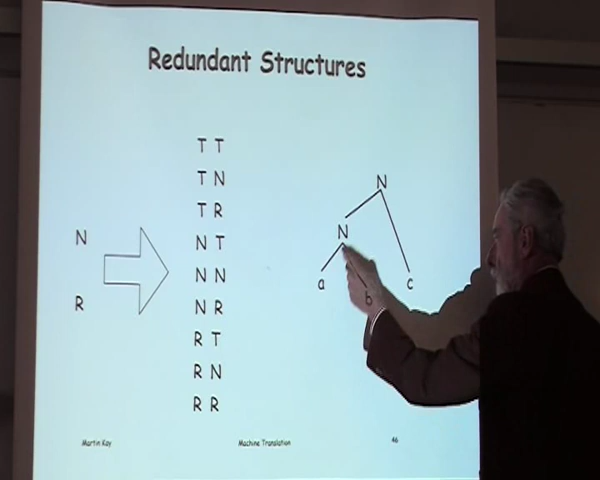 Redundant Structures
N
R
T T
T N
T R
N T
N N
N R
R T
R N
R R
N
N
a
b
c
Martin Kay
Machine Translation
46